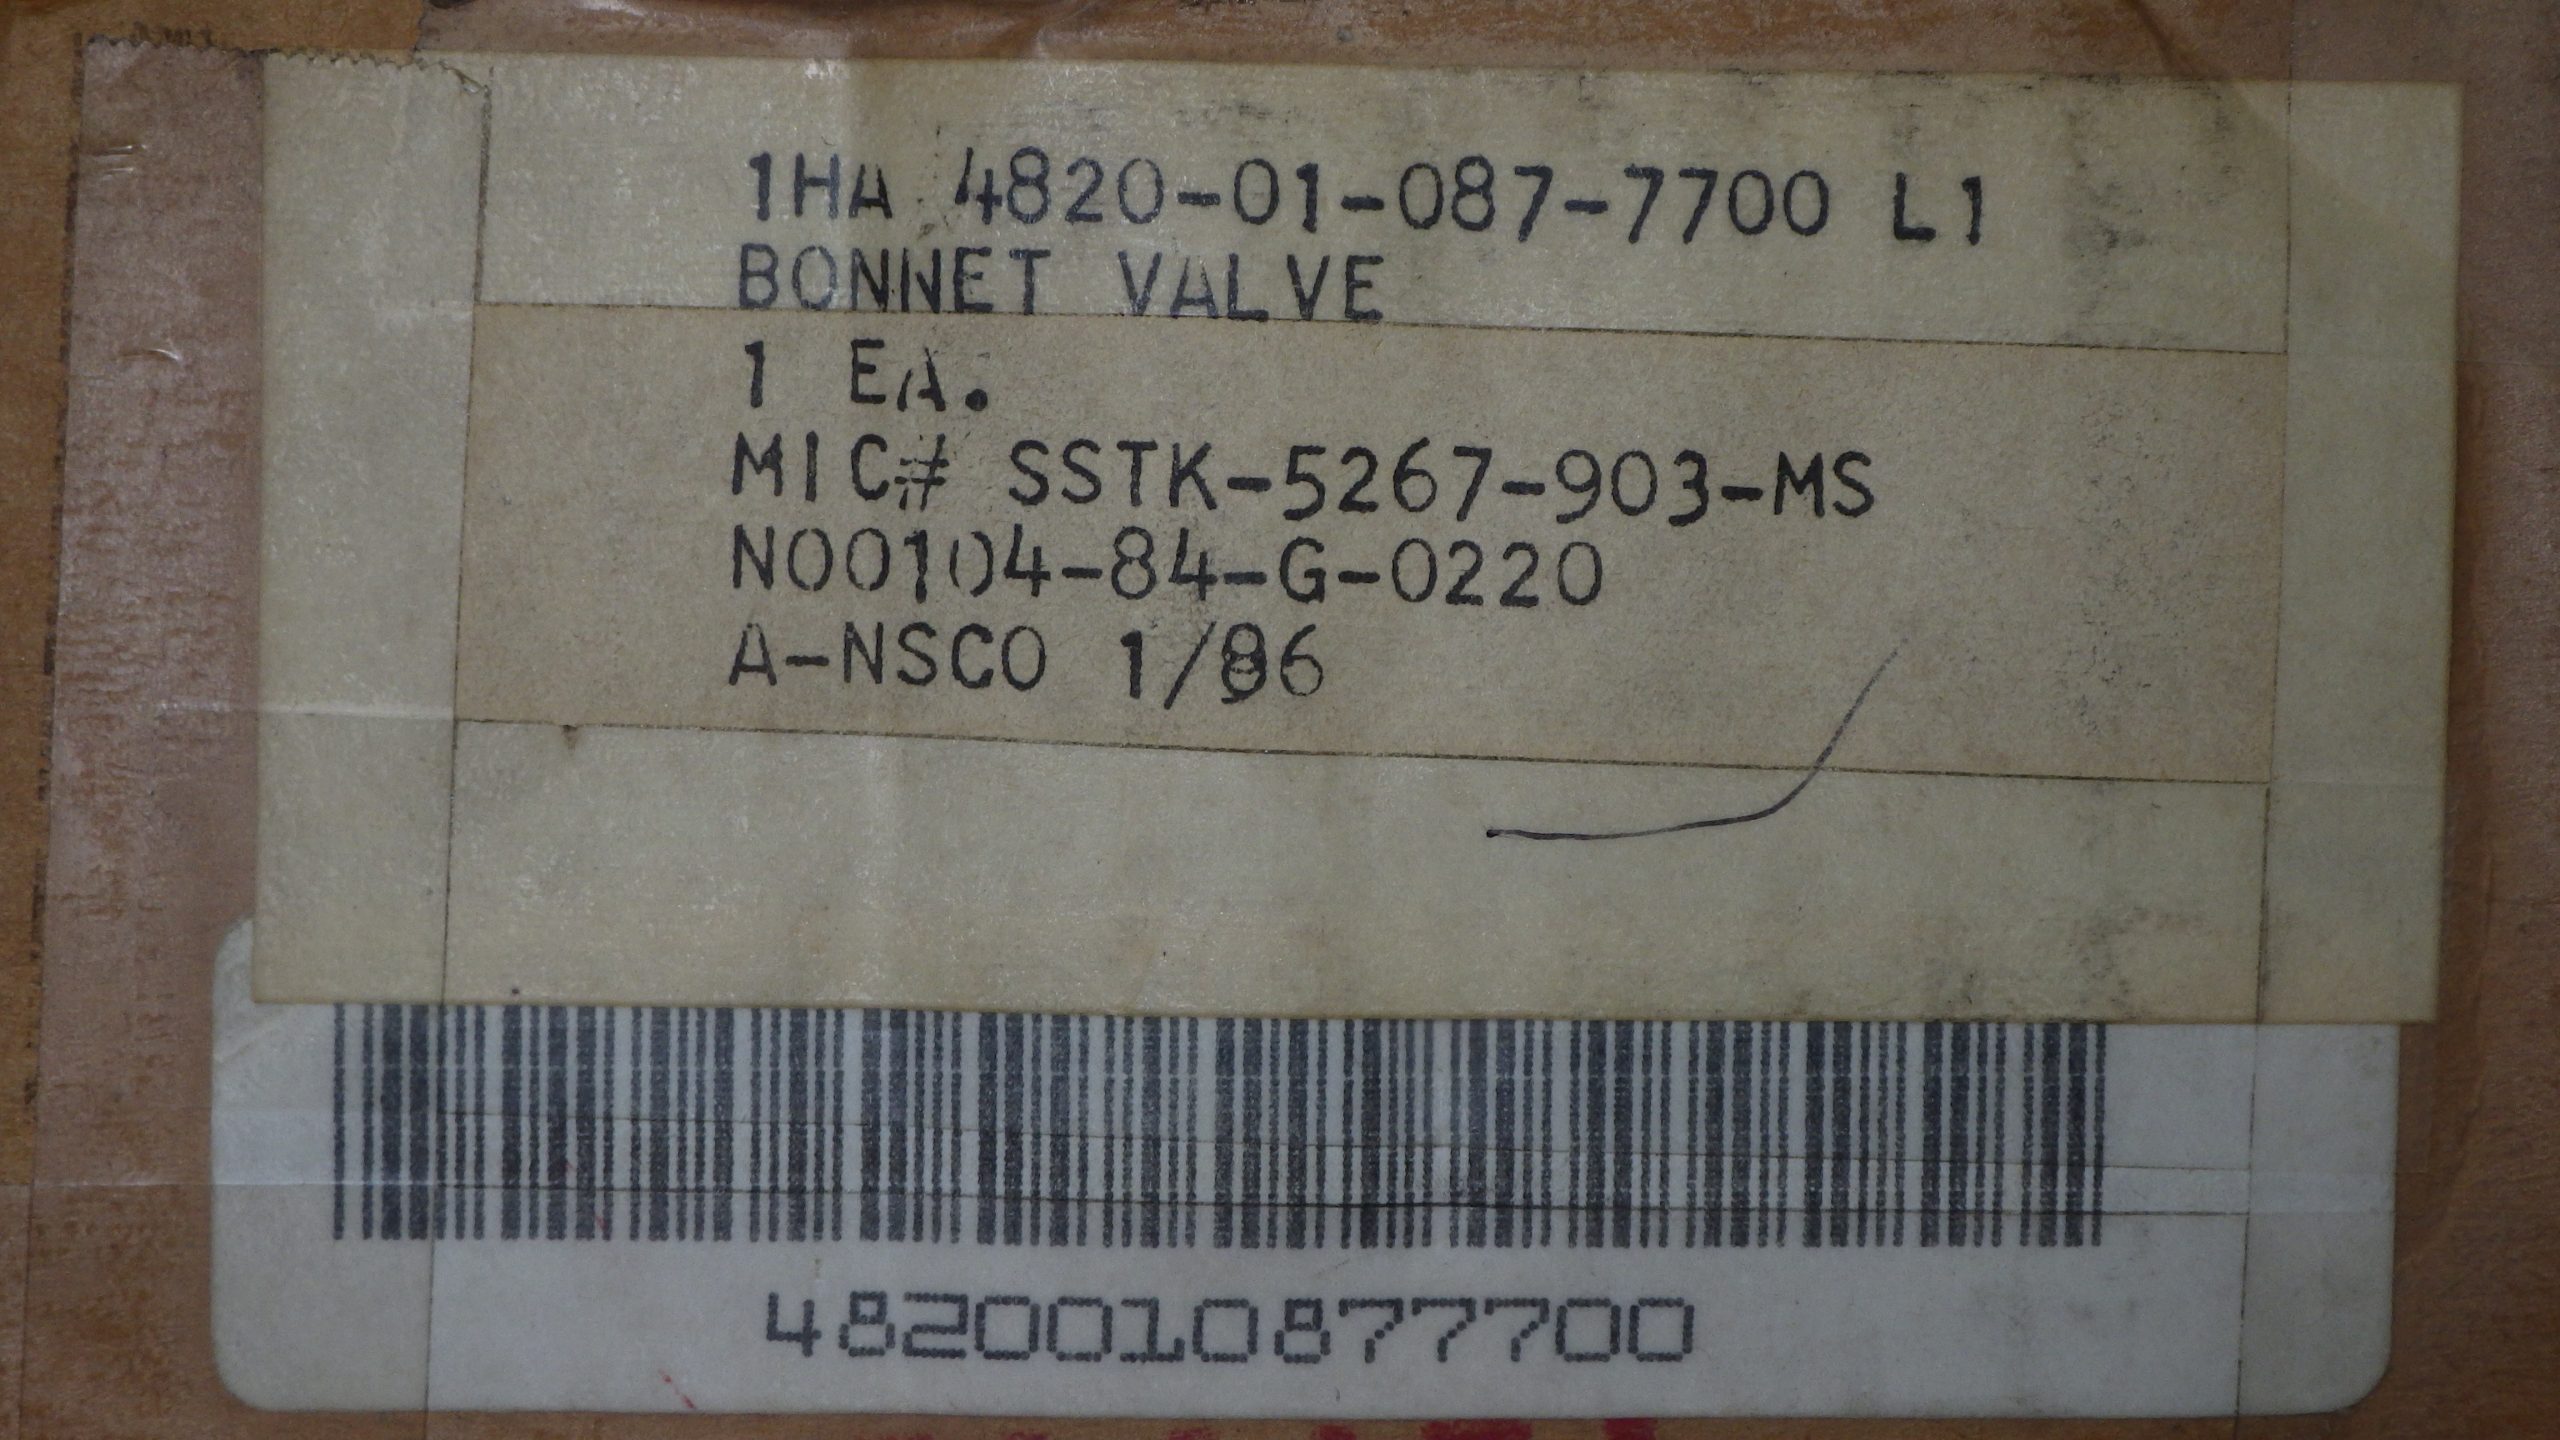 1HA 4820-01-087-7700 L1
BONNET VALVE
1 EA.
MIC# SSTK-5267-903-MS
N00104-84-G-0220
A-NSCO 1/86
4820010877700